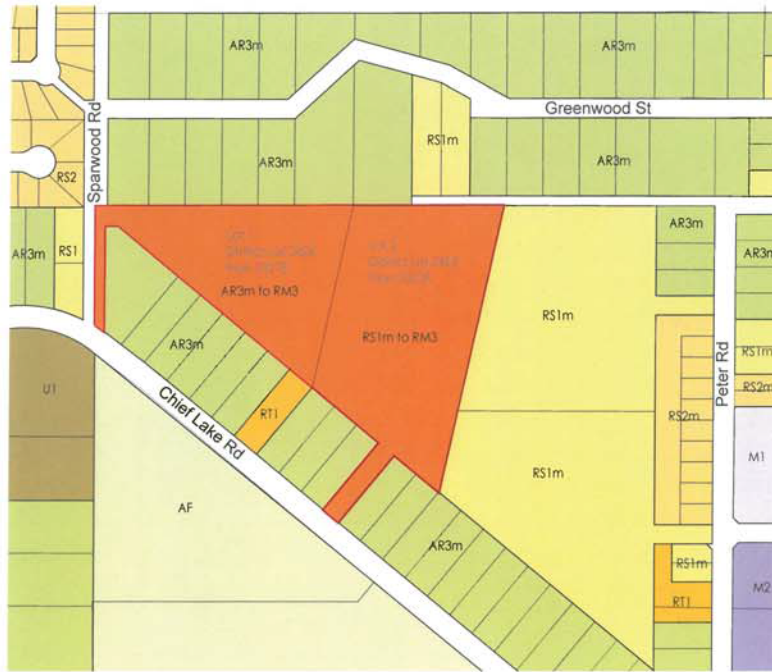 AR3m
AR3m
Greenwood St
Sparwood Rd
AR3m
RS1m
AR3m
RS2
AR3m
RS1
AR3m
AR3m
AR3m to RM3
RS1m to RM3
RS1m
RS1m
AR3m
U1
RT1
Chief Lake Rd
RS2m
Peter Rd
RS2m
M1
RS1m
AF
AR3m
RS1m
RT1
M2